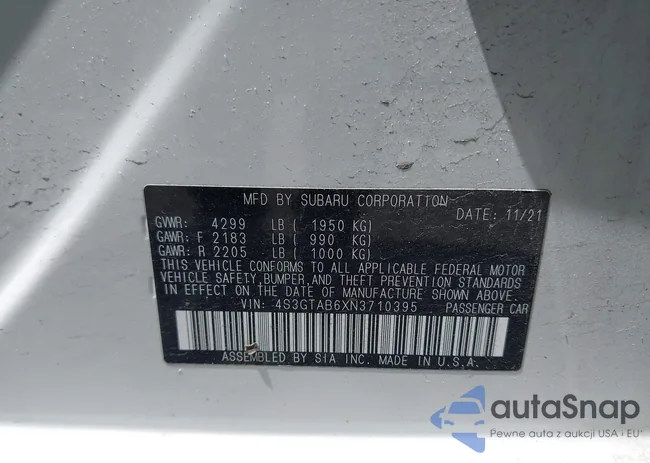 MFD BY SUBARU CORPORATION
DATE: 11/21
GVWR: 4299 LB ( 1950 KG)
GAWR: F 2183 LB ( 990 KG)
GAWR: R 2205 LB ( 1000 KG)
THIS VEHICLE CONFORMS TO ALL APPLICABLE FEDERAL MOTOR
VEHICLE SAFETY, BUMPER, AND THEFT PREVENTION STANDARDS
IN EFFECT ON THE DATE OF MANUFACTURE SHOWN ABOVE.
VIN: 4S3GTAB6XN3710395 PASSENGER CAR
ASSEMBLED BY SIA INC. MADE IN U.S.A.
autoSnap
Pewne auta z aukcji USA i EU